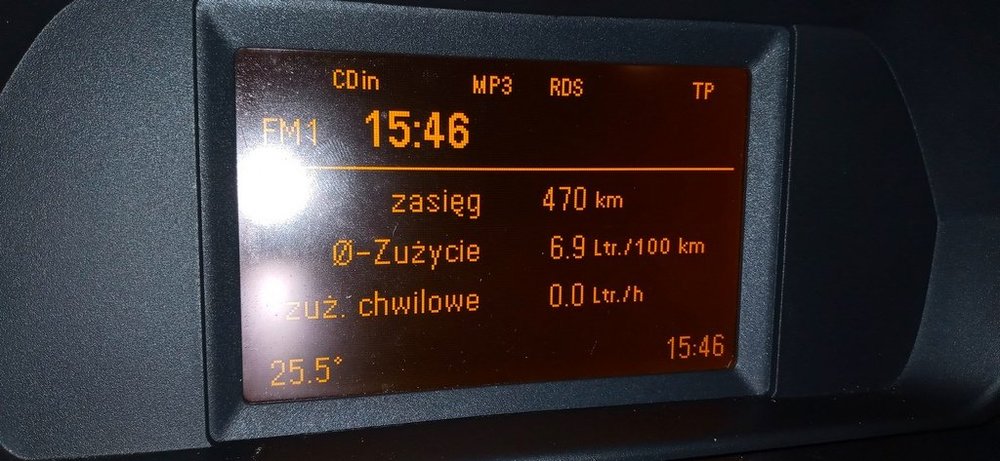 CDin MP3 RDS TP
FM1 15:46
zasięg 470 km
Ø-Zużycie 6.9 Ltr./100 km
zuż. chwilowe 0.0 Ltr./h
25.5° 15:46